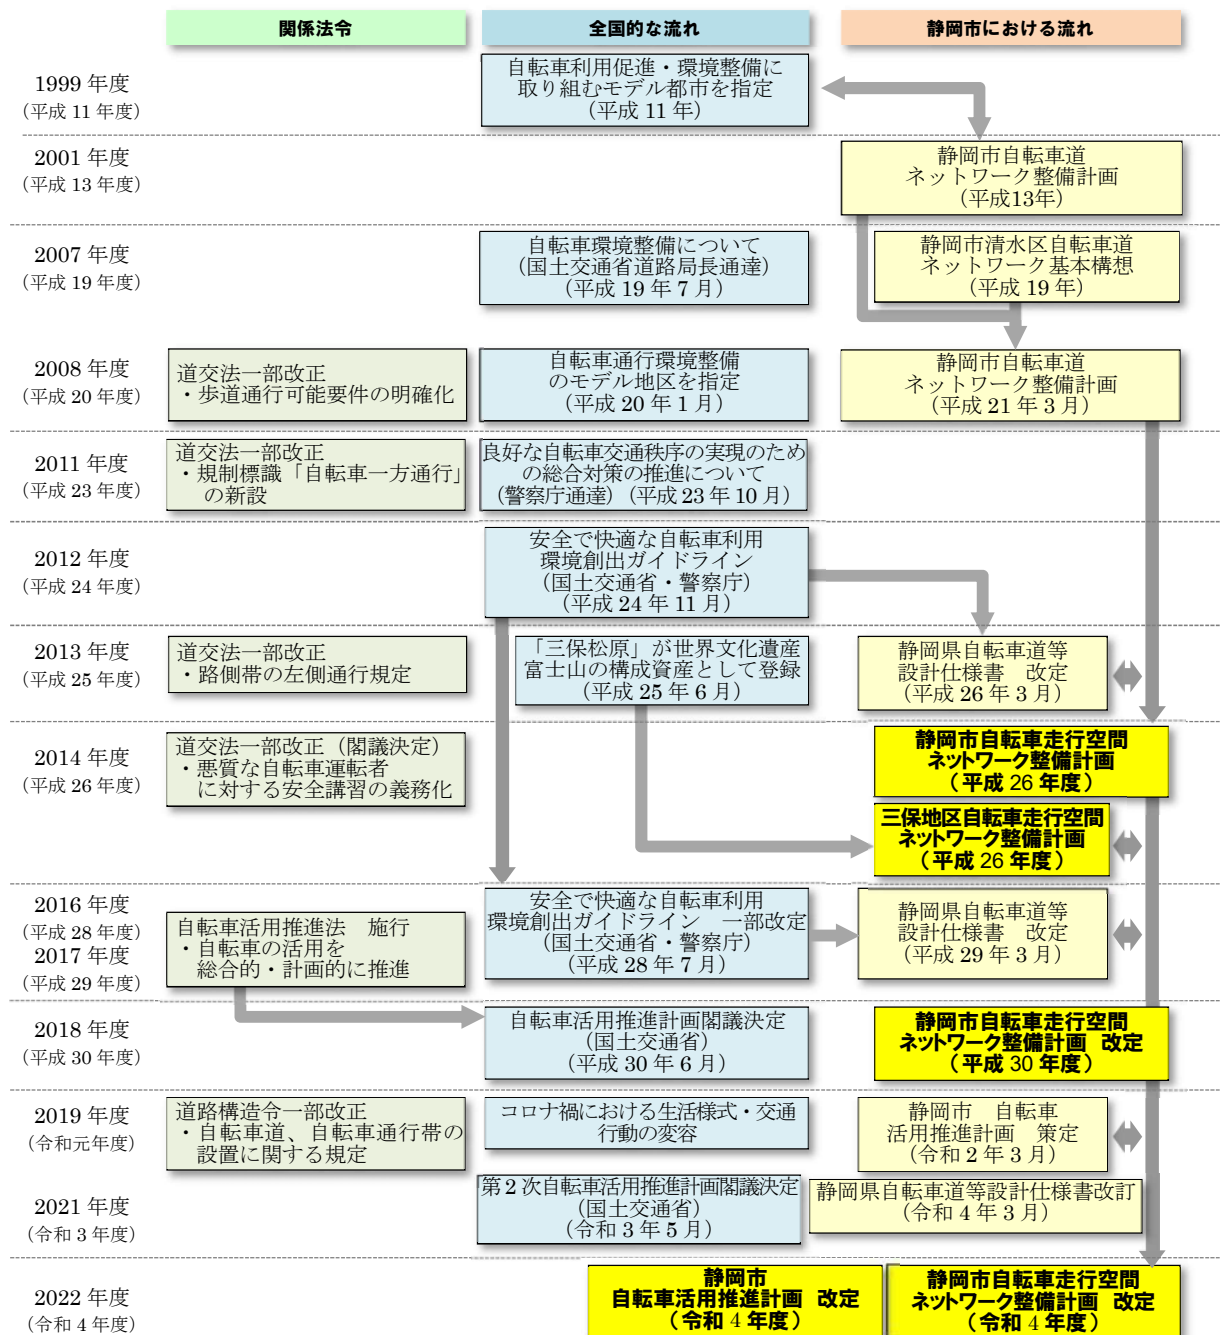 関係法令
全国的な流れ
静岡市における流れ
1999 年度
(平成 11 年度)
自転車利用促進・環境整備に
取り組むモデル都市を指定
(平成 11 年)
2001 年度
(平成 13 年度)
静岡市自転車道
ネットワーク整備計画
(平成13年)
2007 年度
(平成 19 年度)
自転車環境整備について
(国土交通省道路局長通達)
(平成 19 年 7 月)
静岡市清水区自転車道
ネットワーク基本構想
(平成 19 年)
2008 年度
(平成 20 年度)
道交法一部改正
・歩道通行可能要件の明確化
自転車通行環境整備
のモデル地区を指定
(平成 20 年 1 月)
静岡市自転車道
ネットワーク整備計画
(平成 21 年 3 月)
2011 年度
(平成 23 年度)
道交法一部改正
・規制標識「自転車一方通行」
の新設
良好な自転車交通秩序の実現のため
の総合対策の推進について
(警察庁通達)(平成 23 年 10 月)
2012 年度
(平成 24 年度)
安全で快適な自転車利用
環境創出ガイドライン
(国土交通省・警察庁)
(平成 24 年 11 月)
2013 年度
(平成 25 年度)
道交法一部改正
・路側帯の左側通行規定
「三保松原」が世界文化遺産
富士山の構成資産として登録
(平成 25 年 6 月)
静岡県自転車道等
設計仕様書 改定
(平成 26 年 3 月)
2014 年度
(平成 26 年度)
道交法一部改正(閣議決定)
・悪質な自転車運転者
に対する安全講習の義務化
静岡市自転車走行空間
ネットワーク整備計画
(平成 26 年度)
三保地区自転車走行空間
ネットワーク整備計画
(平成 26 年度)
2016 年度
(平成 28 年度)
2017 年度
(平成 29 年度)
自転車活用推進法 施行
・自転車の活用を
総合的・計画的に推進
安全で快適な自転車利用
環境創出ガイドライン 一部改定
(国土交通省・警察庁)
(平成 28 年 7 月)
静岡県自転車道等
設計仕様書 改定
(平成 29 年 3 月)
2018 年度
(平成 30 年度)
自転車活用推進計画閣議決定
(国土交通省)
(平成 30 年 6 月)
静岡市自転車走行空間
ネットワーク整備計画 改定
(平成 30 年度)
2019 年度
(令和元年度)
道路構造令一部改正
・自転車道、自転車通行帯の
設置に関する規定
コロナ禍における生活様式・交通
行動の変容
静岡市 自転車
活用推進計画 策定
(令和 2 年 3 月)
2021 年度
(令和 3 年度)
第 2 次自転車活用推進計画閣議決定
(国土交通省)
(令和 3 年 5 月)
静岡県自転車道等設計仕様書改訂
(令和 4 年 3 月)
2022 年度
(令和 4 年度)
静岡市
自転車活用推進計画 改定
(令和 4 年度)
静岡市自転車走行空間
ネットワーク整備計画 改定
(令和 4 年度)